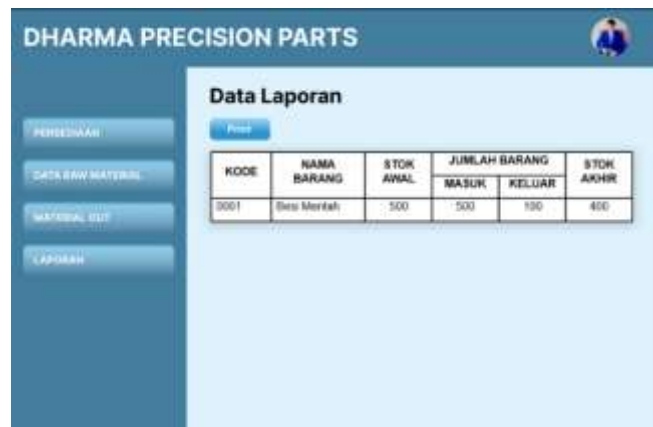 DHARMA PRECISION PARTS
Data Laporan
PERSEDIAAN
Print
DATA RAW MATERIAL
MATERIAL OUT
LAPORAN
KODE NAMA BARANG STOK AWAL JUMLAH BARANG STOK AKHIR
MASUK KELUAR
0001 Besi Mentah 500 500 100 400